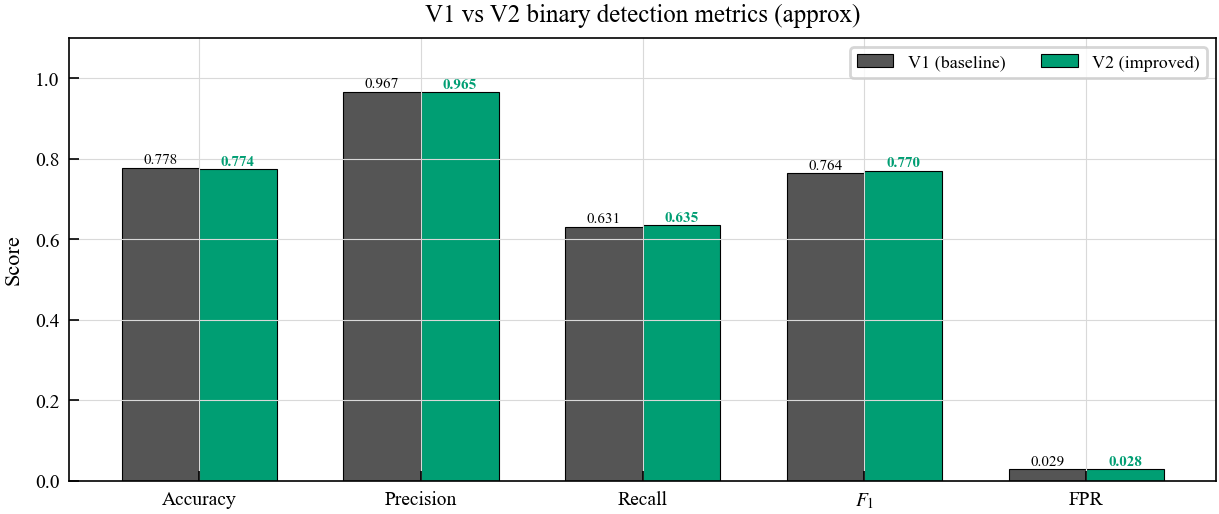 V1 vs V2 binary detection metrics (approx)
V1 (baseline) V2 (improved)
Score
1.0
0.8
0.6
0.4
0.2
0.0
0.778 0.774
0.967 0.965
0.631 0.635
0.764 0.770
0.029 0.028
Accuracy Precision Recall F1 FPR